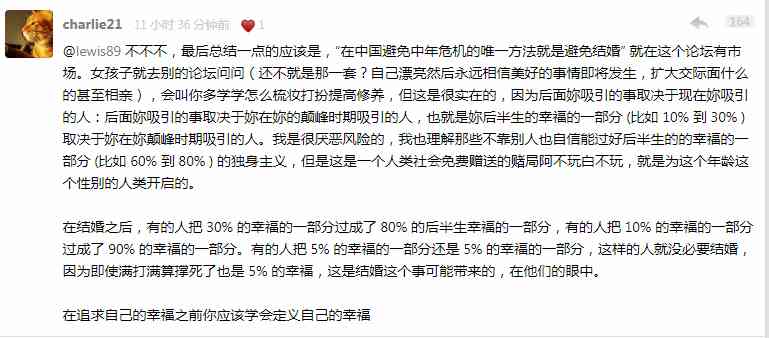 charlie21 11 小时 36 分钟前 1 164
@lewis89 不不不，最后总结一点的应该是，“在中国避免中年危机的唯一方法就是避免结婚” 就在这个论坛有市
场。女孩子就去别的论坛问问（还不就是那一套？自己漂亮然后永远相信美好的事情即将发生，扩大交际面什么
的甚至相亲），会叫你多学学怎么梳妆打扮提高修养，但这是很实在的，因为后面妳吸引的事取决于现在妳吸引
的人：后面妳吸引的事取决于妳在妳的颠峰时期吸引的人，也就是妳后半生的幸福的一部分 (比如 10% 到 30% )
取决于妳在妳颠峰时期吸引的人。我是很厌恶风险的，我也理解那些不靠别人也自信能过好后半生的的幸福的一
部分 (比如 60% 到 80% ) 的独身主义，但是这是一个人类社会免费赠送的赌局阿不玩白不玩，就是为这个年龄这
个性别的人类开启的。
在结婚之后，有的人把 30% 的幸福的一部分过成了 80% 的后半生幸福的一部分，有的人把 10% 的幸福的一部分
过成了 90% 的幸福的一部分。有的人把 5% 的幸福的一部分还是 5% 的幸福的一部分，这样的人就没必要结婚，
因为即使满打满算撑死了也是 5% 的幸福，这是结婚这个事可能带来的，在他们的眼中。
在追求自己的幸福之前你应该学会定义自己的幸福